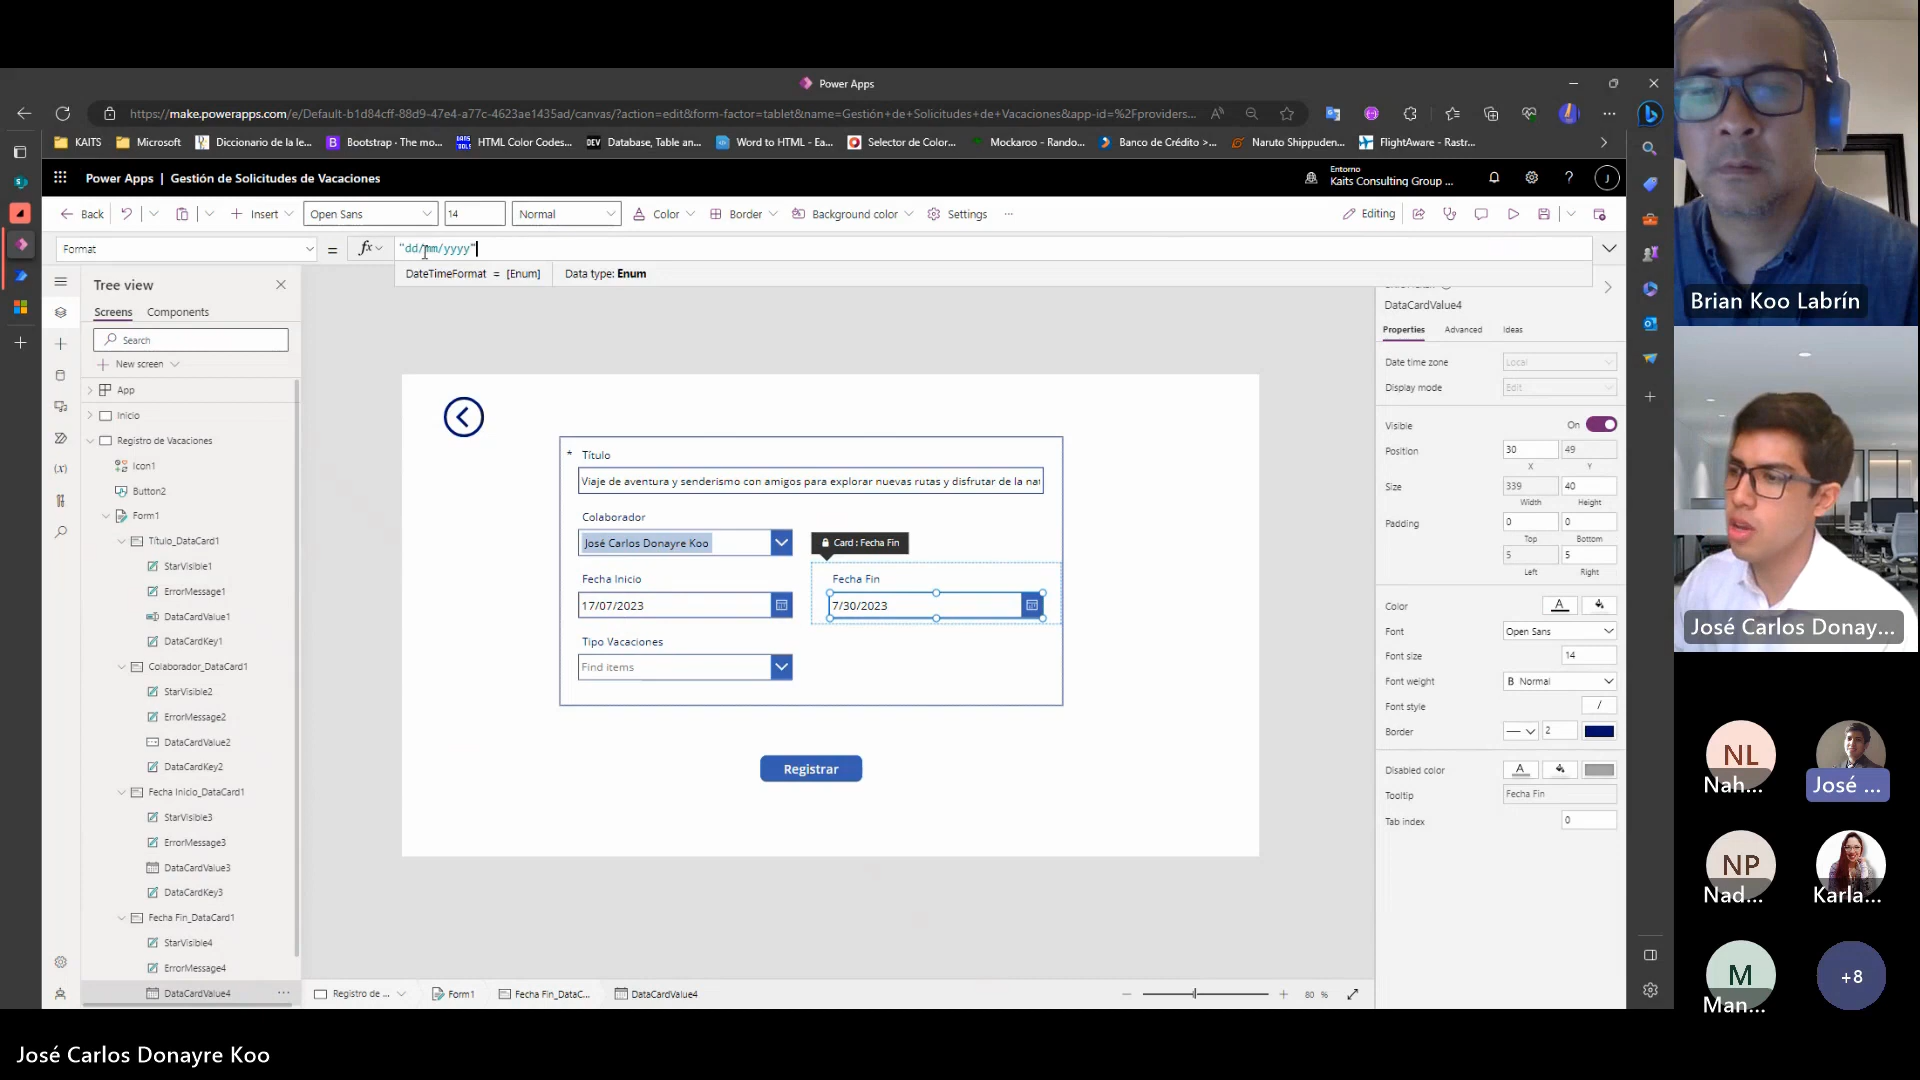 Power Apps
https://make.powerapps.com/e/Default-b1d84cff-88d9-47e4-a77c-4623ae1435ad/canvas/?action=edit&form-factor=tablet&name=Gestión+de+Solicitudes+de+Vacaciones&app-id=%2Fproviders...
KAITS
Microsoft
Diccionario de la le...
Bootstrap - The mo...
HTML Color Codes...
Database, Table an...
Word to HTML - Ea...
Selector de Color...
Mockaroo - Rando...
Banco de Crédito >...
Naruto Shippuden...
FlightAware - Rastr...
Power Apps | Gestión de Solicitudes de Vacaciones
Entorno
Kaits Consulting Group ...
J
Back
Insert
Open Sans
14
Normal
Color
Border
Background color
Settings
Editing
Format
=
fx
"dd/mm/yyyy"
DateTimeFormat = [Enum]
Data type: Enum
Tree view
Screens
Components
Search
New screen
App
Inicio
Registro de Vacaciones
Icon1
Button2
Form1
Título_DataCard1
StarVisible1
ErrorMessage1
DataCardValue1
DataCardKey1
Colaborador_DataCard1
StarVisible2
ErrorMessage2
DataCardValue2
DataCardKey2
Fecha Inicio_DataCard1
StarVisible3
ErrorMessage3
DataCardValue3
DataCardKey3
Fecha Fin_DataCard1
StarVisible4
ErrorMessage4
DataCardValue4
* Título
Viaje de aventura y senderismo con amigos para explorar nuevas rutas y disfrutar de la nat
Colaborador
José Carlos Donayre Koo
Card : Fecha Fin
Fecha Inicio
Fecha Fin
17/07/2023
7/30/2023
Tipo Vacaciones
Find items
Registrar
Registro de ...
Form1
Fecha Fin_DataC...
DataCardValue4
80 %
DataCardValue4
Properties
Advanced
Ideas
Date time zone
Local
Display mode
Edit
Visible
On
Position
30
49
X
Y
Size
339
40
Width
Height
Padding
0
0
Top
Bottom
5
5
Left
Right
Color
A
Font
Open Sans
Font size
14
Font weight
B Normal
Font style
/
Border
2
Disabled color
A
Tooltip
Fecha Fin
Tab index
0
Brian Koo Labrín
José Carlos Donay...
NL
Nah...
José ...
NP
Nad...
Karla...
M
Man...
+8
José Carlos Donayre Koo